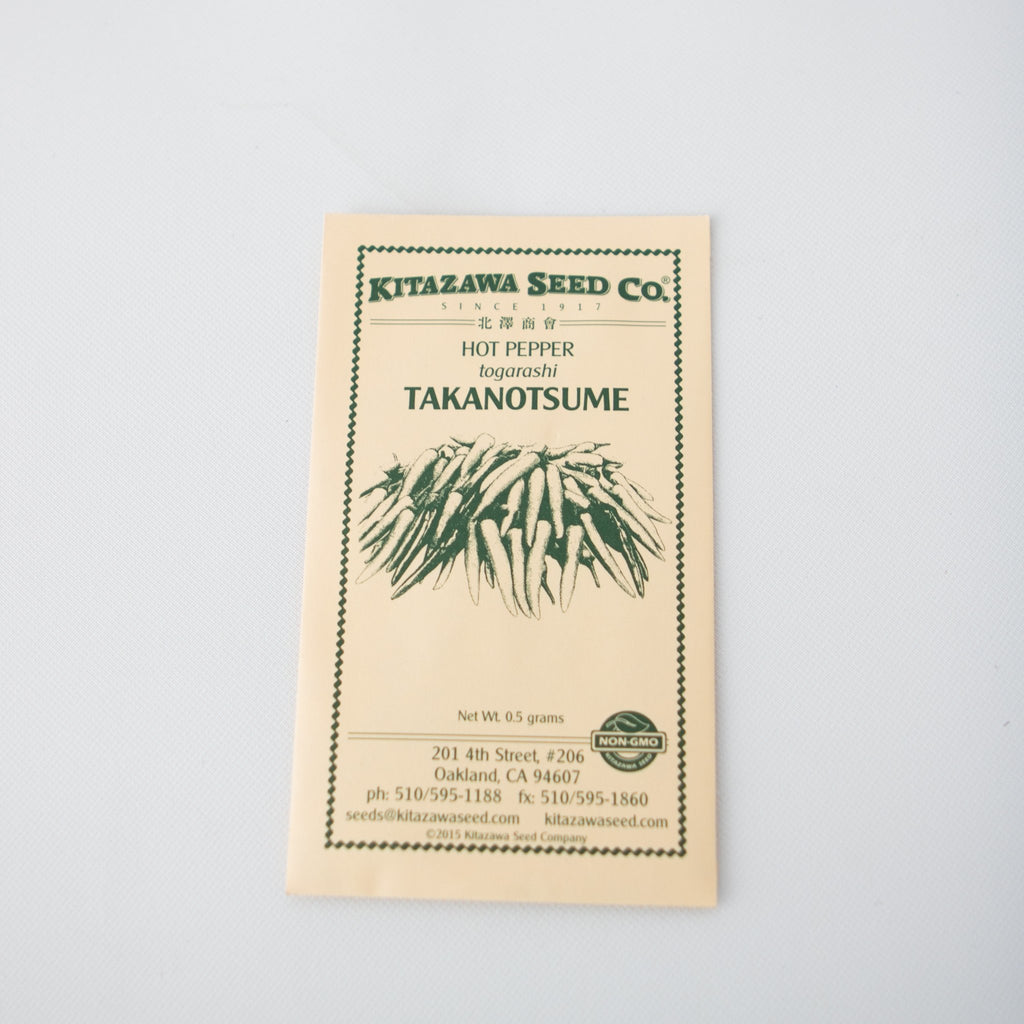 KITAZAWA SEED CO.®
SINCE 1917
北澤商會
HOT PEPPER
togarashi
TAKANOTSUME
Net Wt. 0.5 grams
NON-GMO
KITAZAWA SEED
201 4th Street, #206
Oakland, CA 94607
ph: 510/595-1188 fx: 510/595-1860
seeds@kitazawaseed.com kitazawaseed.com
©2015 Kitazawa Seed Company